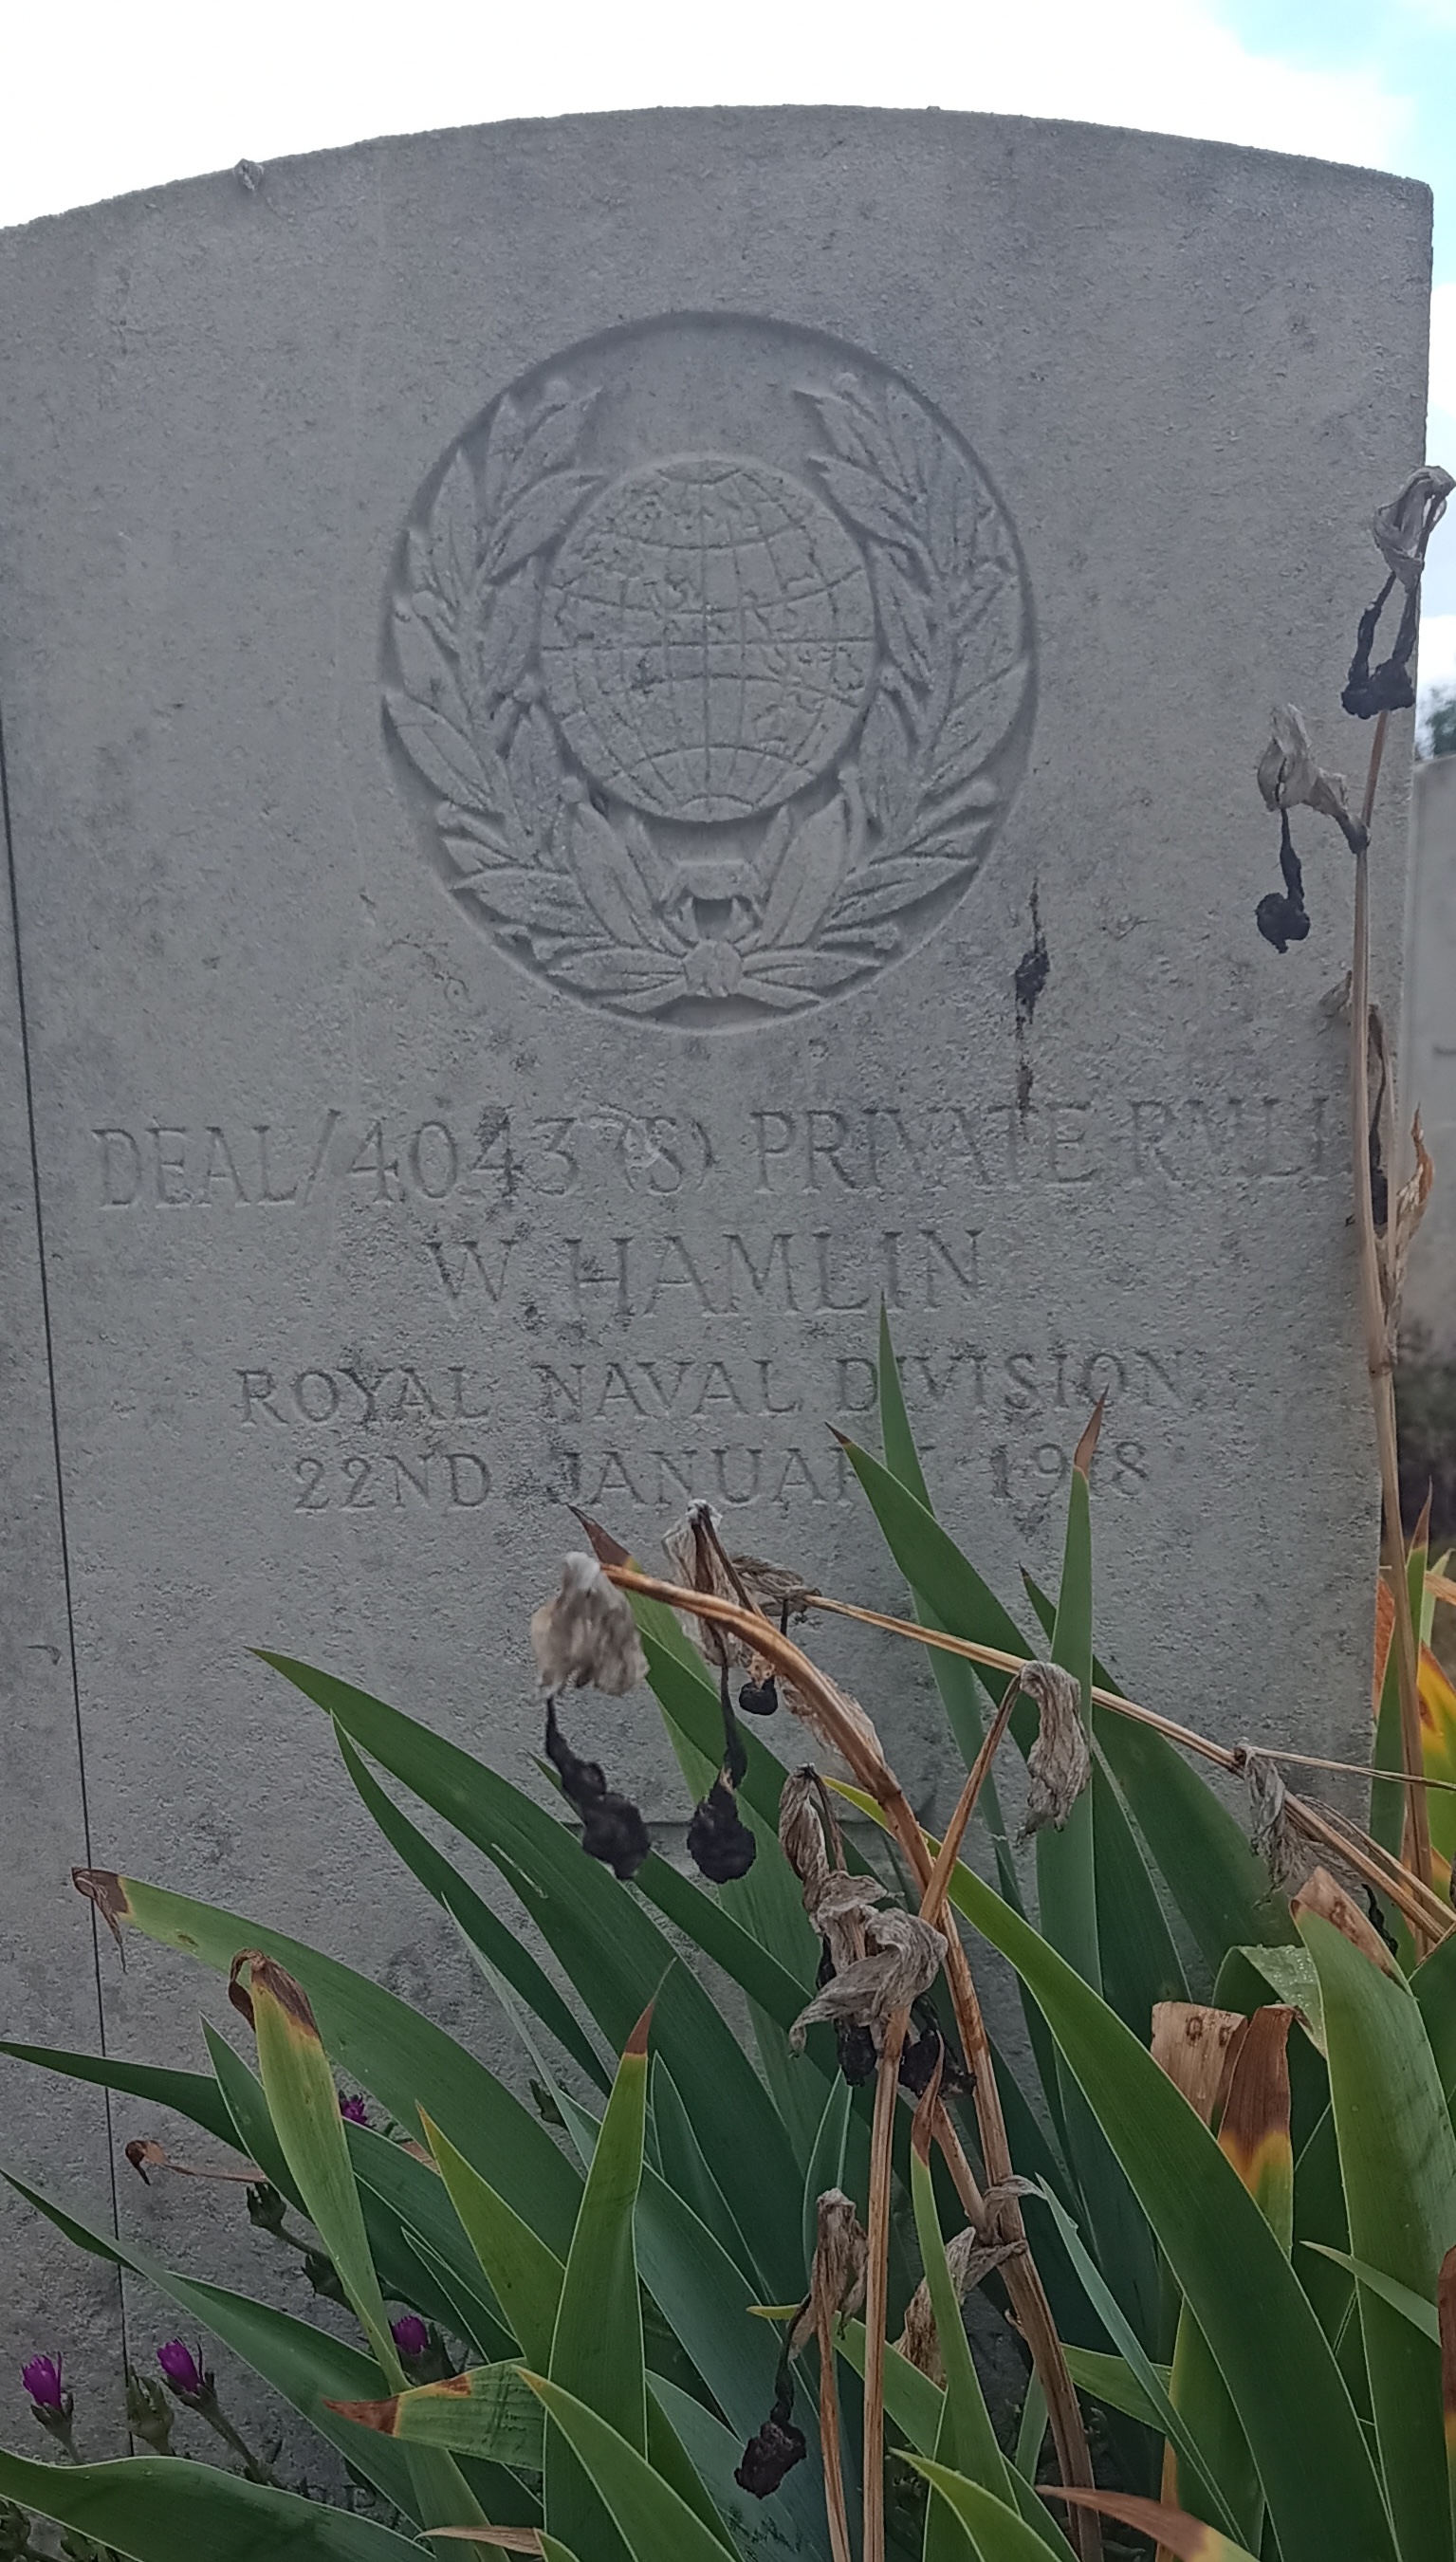 DEAL/4043 (S) PRIVATE RMLI
W. HAMLIN
ROYAL NAVAL DIVISION
22ND JANUARY 1918